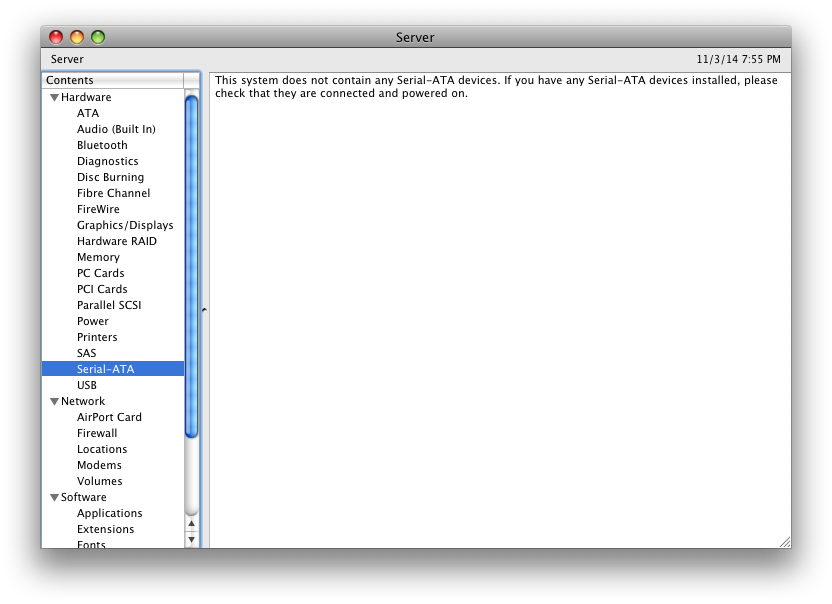 Server
Server
11/3/14 7:55 PM
Contents
Hardware
ATA
Audio (Built In)
Bluetooth
Diagnostics
Disc Burning
Fibre Channel
FireWire
Graphics/Displays
Hardware RAID
Memory
PC Cards
PCI Cards
Parallel SCSI
Power
Printers
SAS
Serial-ATA
USB
Network
AirPort Card
Firewall
Locations
Modems
Volumes
Software
Applications
Extensions
Fonts
This system does not contain any Serial-ATA devices. If you have any Serial-ATA devices installed, please
check that they are connected and powered on.